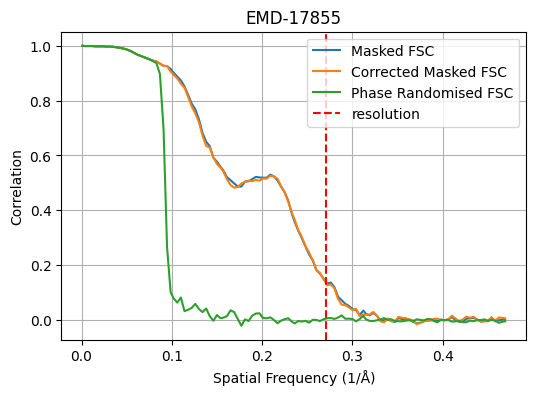 EMD-17855
Masked FSC
Corrected Masked FSC
Phase Randomised FSC
resolution
Correlation
1.0
0.8
0.6
0.4
0.2
0.0
0.0 0.1 0.2 0.3 0.4
Spatial Frequency (1/Å)